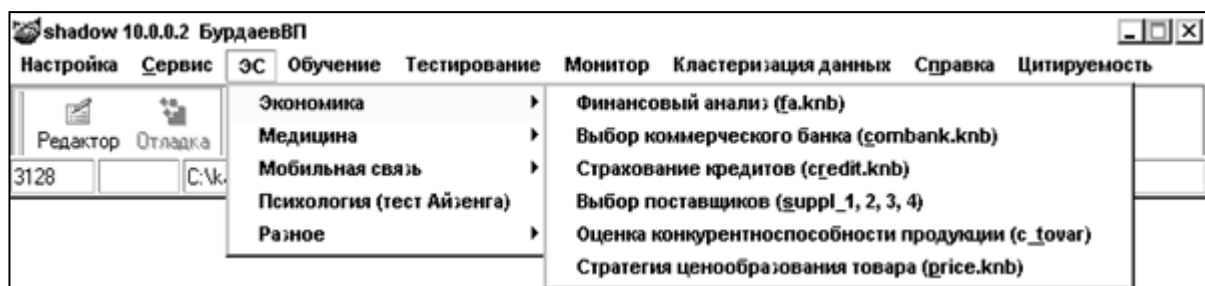 shadow 10.0.0.2 БурдаевВП
Настройка Сервис ЭС Обучение Тестирование Монитор Кластеризация данных Справка Цитируемость
Редактор Отладка
3128 C:\k
Экономика
Медицина
Мобильная связь
Психология (тест Айзенга)
Разное
Финансовый анализ (fa.knb)
Выбор коммерческого банка (combank.knb)
Страхование кредитов (credit.knb)
Выбор поставщиков (suppl_1, 2, 3, 4)
Оценка конкурентноспособности продукции (c_tovar)
Стратегия ценообразования товара (price.knb)